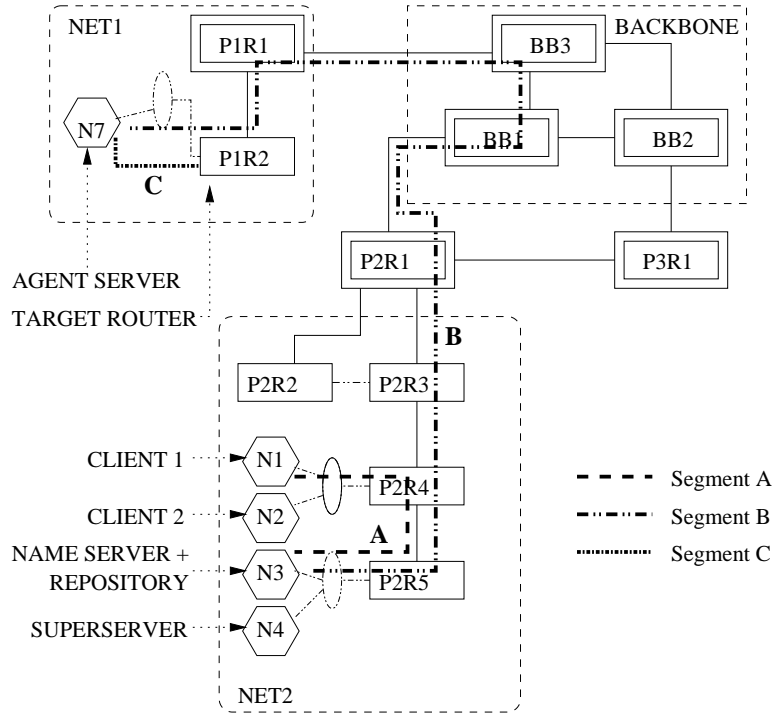 NET1
BACKBONE
P1R1
BB3
N7
BB1
BB2
P1R2
C
P2R1
P3R1
AGENT SERVER
TARGET ROUTER
B
P2R2
P2R3
CLIENT 1
N1
P2R4
Segment A
CLIENT 2
N2
Segment B
A
NAME SERVER +
REPOSITORY
N3
Segment C
P2R5
SUPERSERVER
N4
NET2